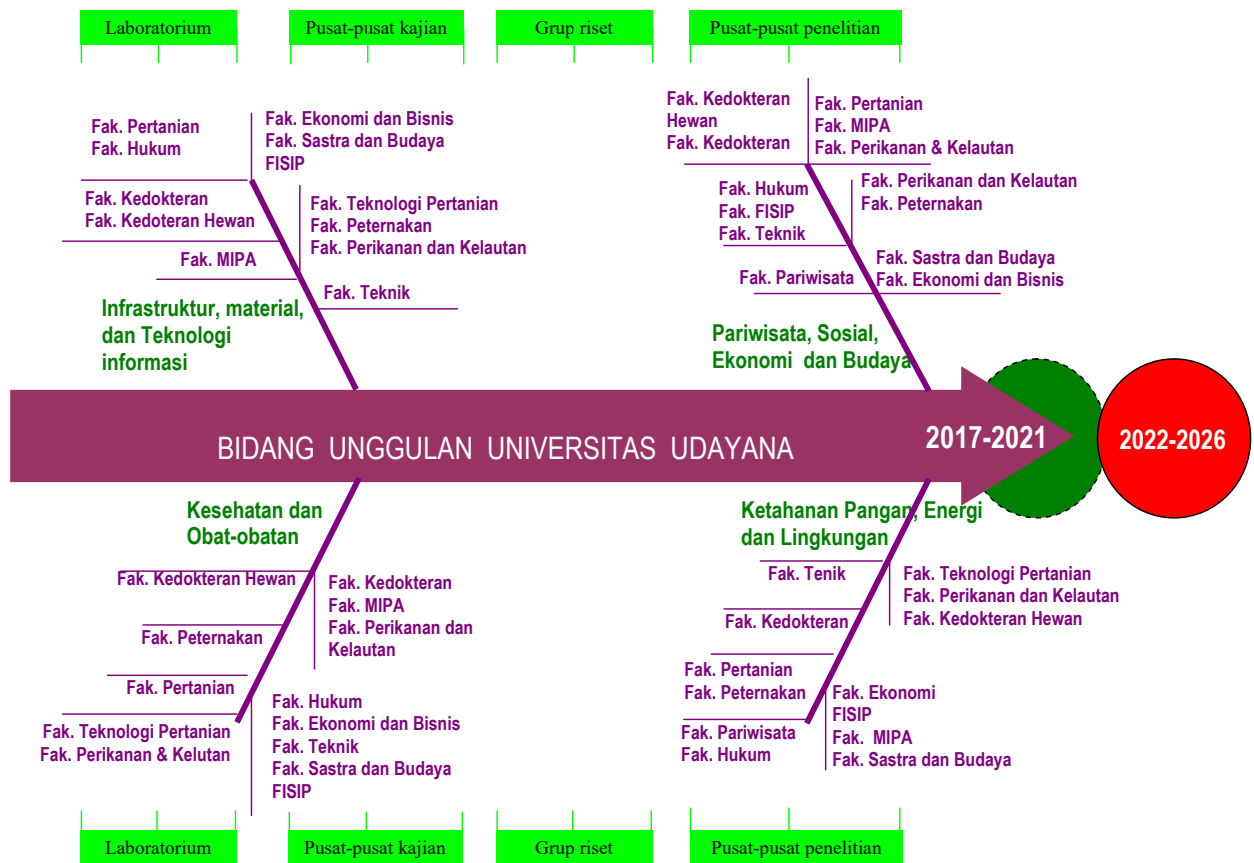 Laboratorium
Pusat-pusat kajian
Grup riset
Pusat-pusat penelitian
Fak. Pertanian
Fak. Hukum
Fak. Ekonomi dan Bisnis
Fak. Sastra dan Budaya
FISIP
Fak. Kedokteran
Fak. Kedoteran Hewan
Fak. Teknologi Pertanian
Fak. Peternakan
Fak. Perikanan dan Kelautan
Fak. MIPA
Fak. Teknik
Infrastruktur, material,
dan Teknologi
informasi
Fak. Kedokteran
Hewan
Fak. Kedokteran
Fak. Pertanian
Fak. MIPA
Fak. Perikanan & Kelautan
Fak. Hukum
Fak. FISIP
Fak. Teknik
Fak. Perikanan dan Kelautan
Fak. Peternakan
Fak. Pariwisata
Fak. Sastra dan Budaya
Fak. Ekonomi dan Bisnis
Pariwisata, Sosial,
Ekonomi dan Budaya
BIDANG UNGGULAN UNIVERSITAS UDAYANA
2017-2021
2022-2026
Kesehatan dan
Obat-obatan
Fak. Kedokteran Hewan
Fak. Kedokteran
Fak. MIPA
Fak. Perikanan dan
Kelautan
Fak. Peternakan
Fak. Pertanian
Fak. Teknologi Pertanian
Fak. Perikanan & Kelutan
Fak. Hukum
Fak. Ekonomi dan Bisnis
Fak. Teknik
Fak. Sastra dan Budaya
FISIP
Ketahanan Pangan, Energi
dan Lingkungan
Fak. Tenik
Fak. Teknologi Pertanian
Fak. Perikanan dan Kelautan
Fak. Kedokteran Hewan
Fak. Kedokteran
Fak. Pertanian
Fak. Peternakan
Fak. Pariwisata
Fak. Hukum
Fak. Ekonomi
FISIP
Fak. MIPA
Fak. Sastra dan Budaya
Laboratorium
Pusat-pusat kajian
Grup riset
Pusat-pusat penelitian